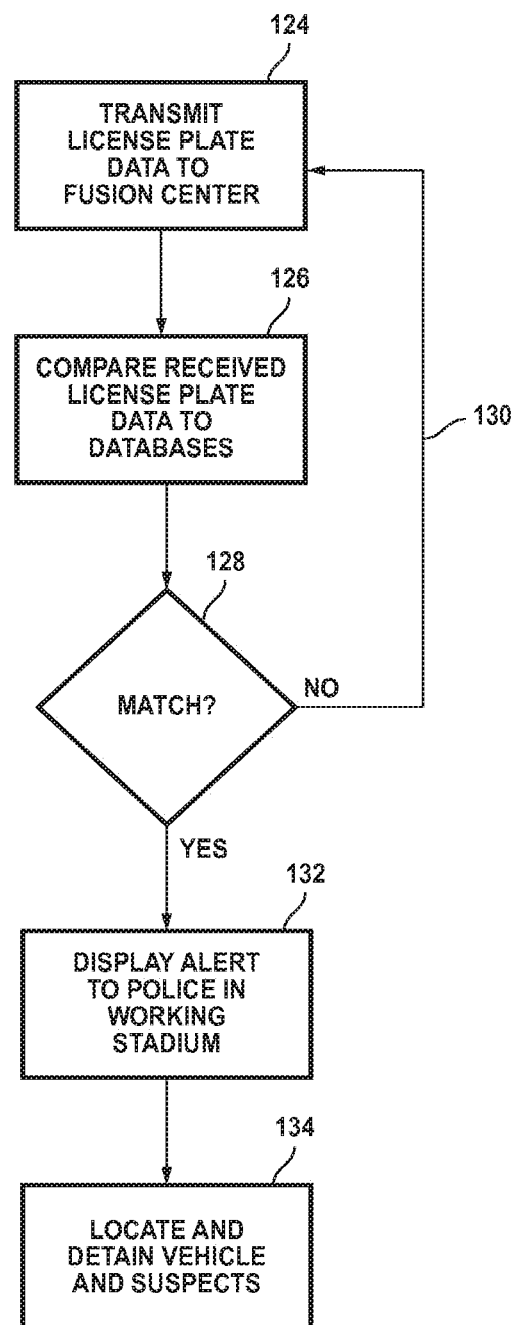 124
TRANSMIT
LICENSE PLATE
DATA TO
FUSION CENTER
126
COMPARE RECEIVED
LICENSE PLATE
DATA TO
DATABASES
130
128
MATCH?
NO
YES
132
DISPLAY ALERT
TO POLICE IN
WORKING
STADIUM
134
LOCATE AND
DETAIN VEHICLE
AND SUSPECTS